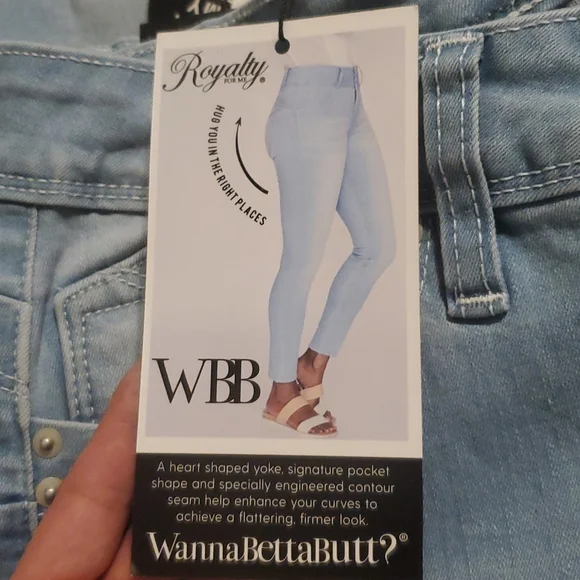 Royalty
FOR ME®
HUG YOU IN THE RIGHT PLACES
WBB
A heart shaped yoke, signature pocket
shape and specially engineered contour
seam help enhance your curves to
achieve a flattering, firmer look.
WannaBettaButt?®